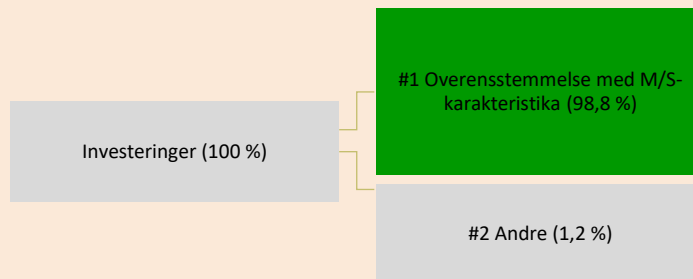 #1 Overensstemmelse med M/S-
karakteristika (98,8 %)
Investeringer (100 %)
#2 Andre (1,2 %)